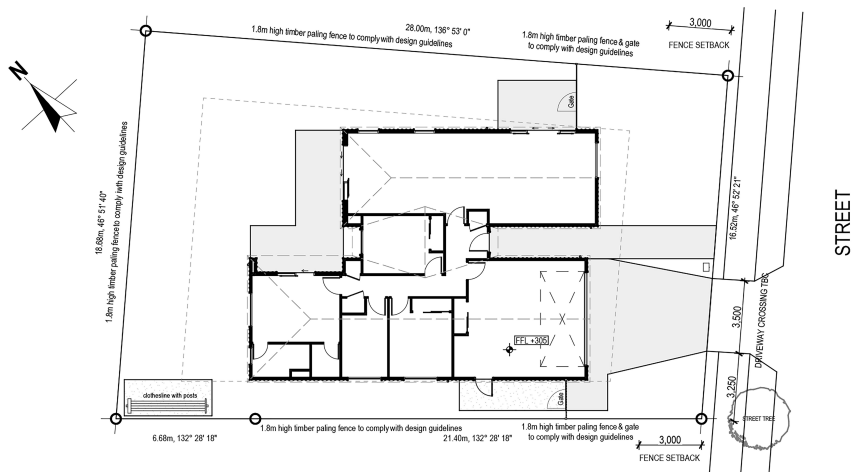 28.00m, 136° 53' 0"
1.8m high timber paling fence to comply with design guidelines
1.8m high timber paling fence & gate
to comply with design guidelines
3,000
FENCE SETBACK
N
Gate
18.68m, 46° 51' 40"
1.8m high timber paling fence to comply iwth design guidelines
16.52m, 46° 52' 21"
STREET
FFL +305
3,500
DRIVEWAY CROSSING TBC
3,250
STREET TREE
clothesline with posts
Gate
6.68m, 132° 28' 18"
1.8m high timber paling fence to comply with design guidelines
21.40m, 132° 28' 18"
1.8m high timber paling fence & gate
to comply with design guidelines
3,000
FENCE SETBACK